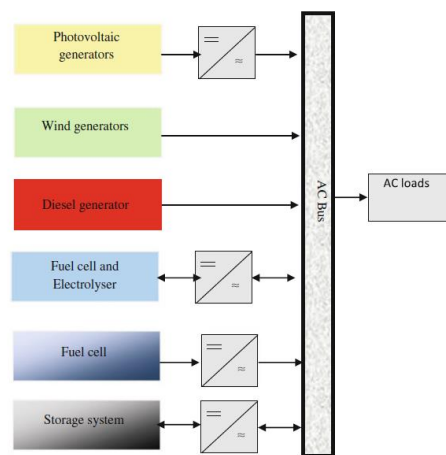 Photovoltaic
generators
Wind generators
AC Bus
AC loads
Diesel generator
Fuel cell and
Electrolyser
Fuel cell
Storage system